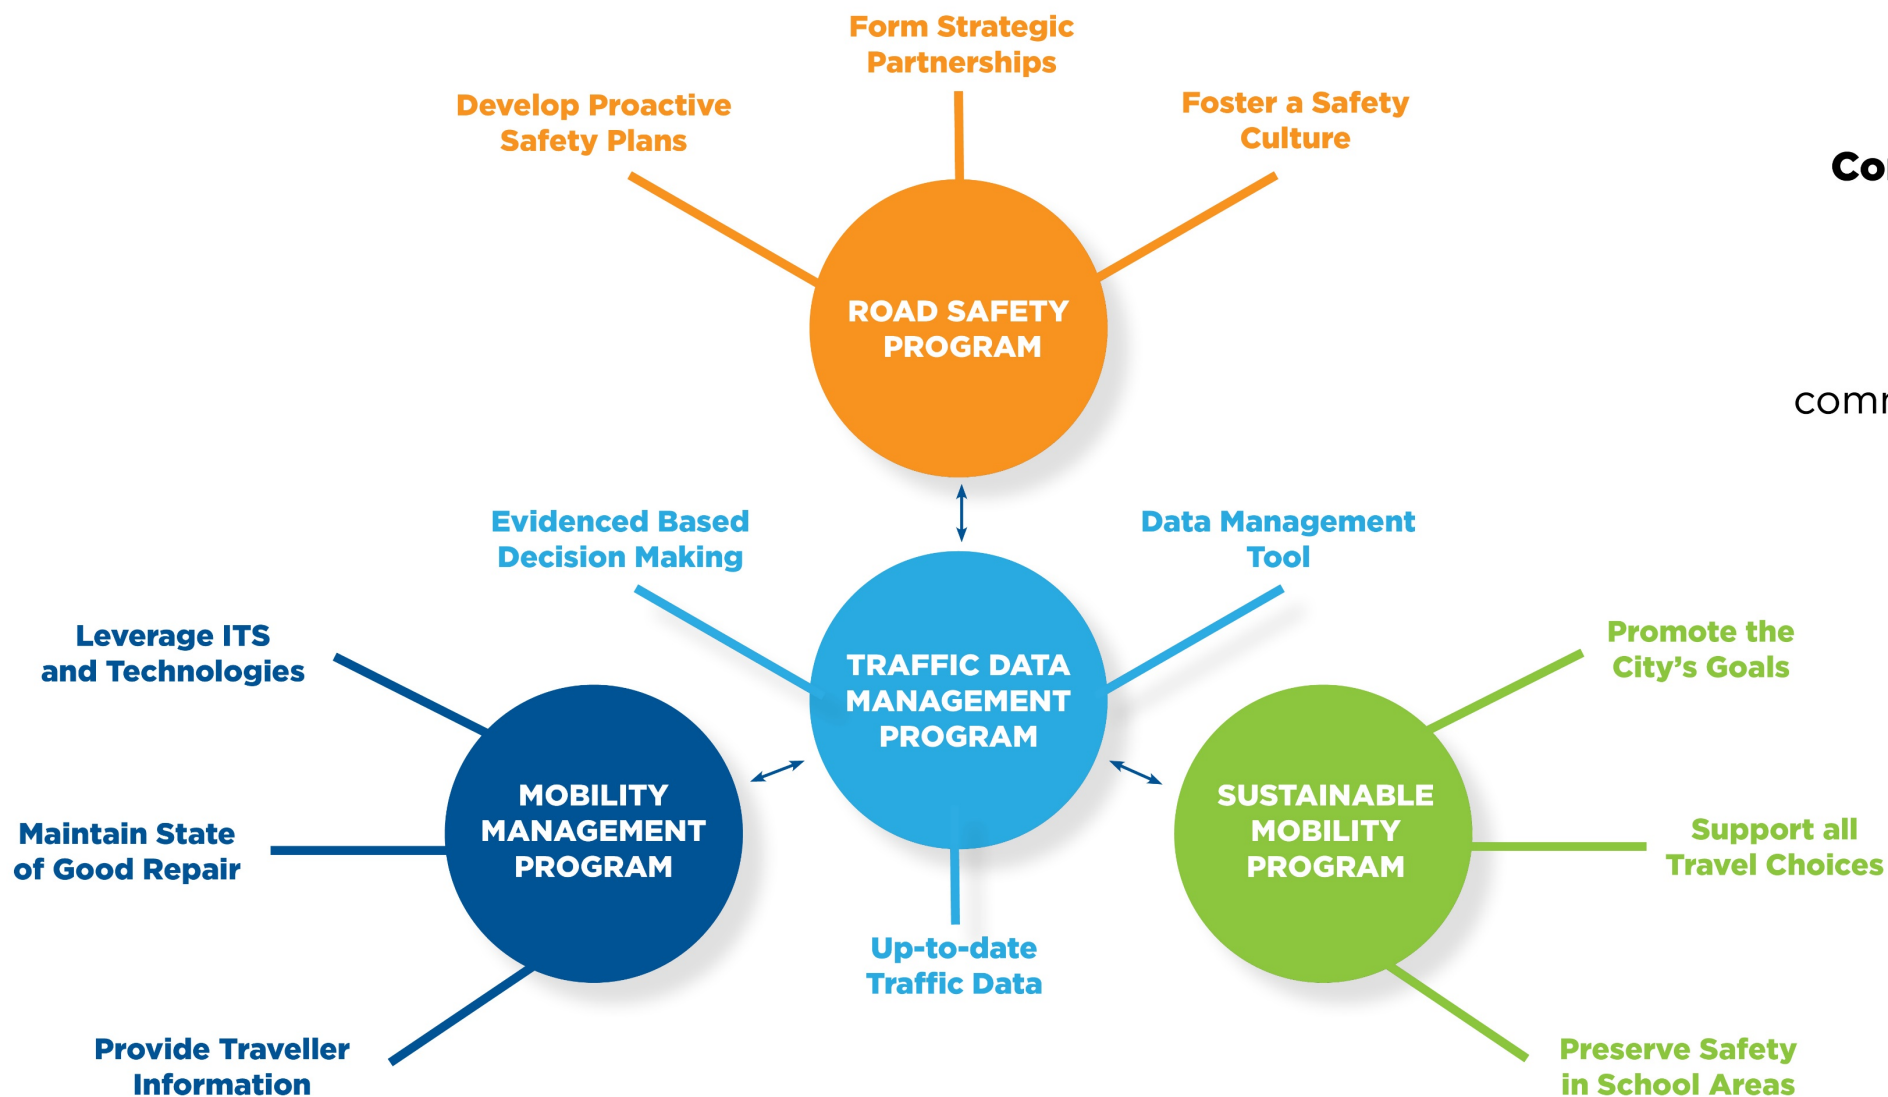 Form Strategic
Partnerships
Develop Proactive
Safety Plans
Foster a Safety
Culture
ROAD SAFETY
PROGRAM
Evidenced Based
Decision Making
Data Management
Tool
TRAFFIC DATA
MANAGEMENT
PROGRAM
Up-to-date
Traffic Data
Leverage ITS
and Technologies
Maintain State
of Good Repair
Provide Traveller
Information
MOBILITY
MANAGEMENT
PROGRAM
SUSTAINABLE
MOBILITY
PROGRAM
Promote the
City’s Goals
Support all
Travel Choices
Preserve Safety
in School Areas